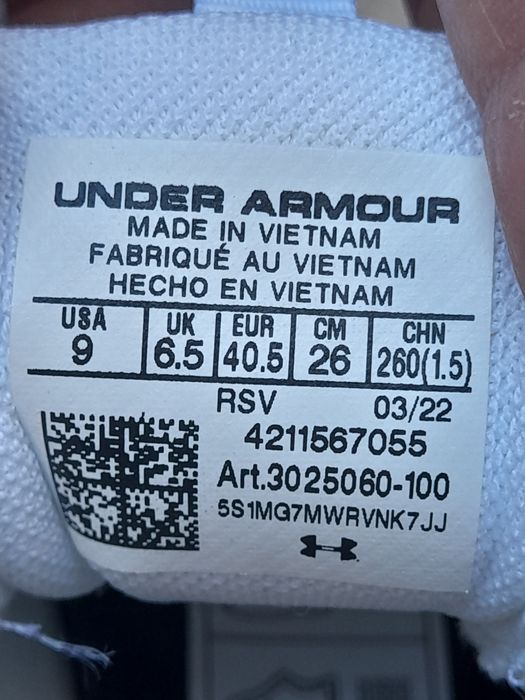 UNDER ARMOUR
MADE IN VIETNAM
FABRIQUÉ AU VIETNAM
HECHO EN VIETNAM
USA UK EUR CM CHN
9 6.5 40.5 26 260(1.5)
RSV 03/22
4211567055
Art.3025060-100
5S1MQ7MWRVNK7JJ